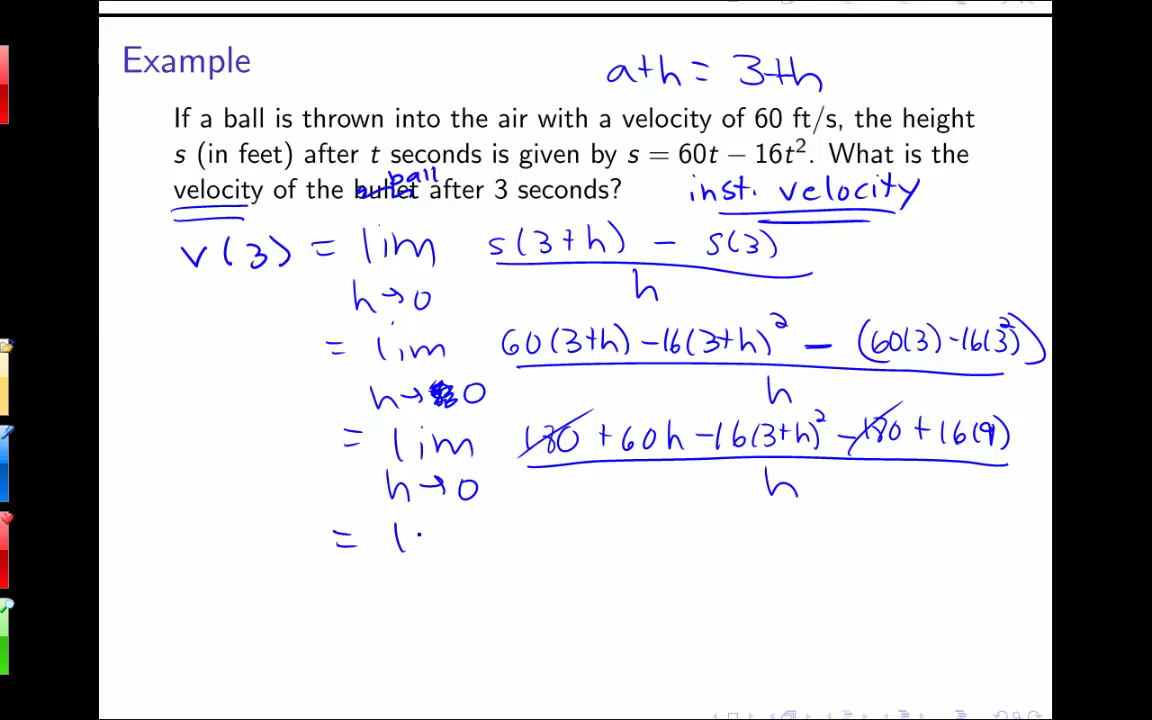 Example
a+h = 3+h
If a ball is thrown into the air with a velocity of 60 ft/s, the height
s (in feet) after t seconds is given by s = 60t − 16t². What is the
ball
velocity of the bullet after 3 seconds? inst. velocity
v(3) = lim s(3+h) − s(3)
h→0 h
= lim 60(3+h) −16(3+h)² − (60(3) −16(3²))
h→0 h
= lim 180 + 60h −16(3+h)² −180 + 16(9)
h→0 h
= l.